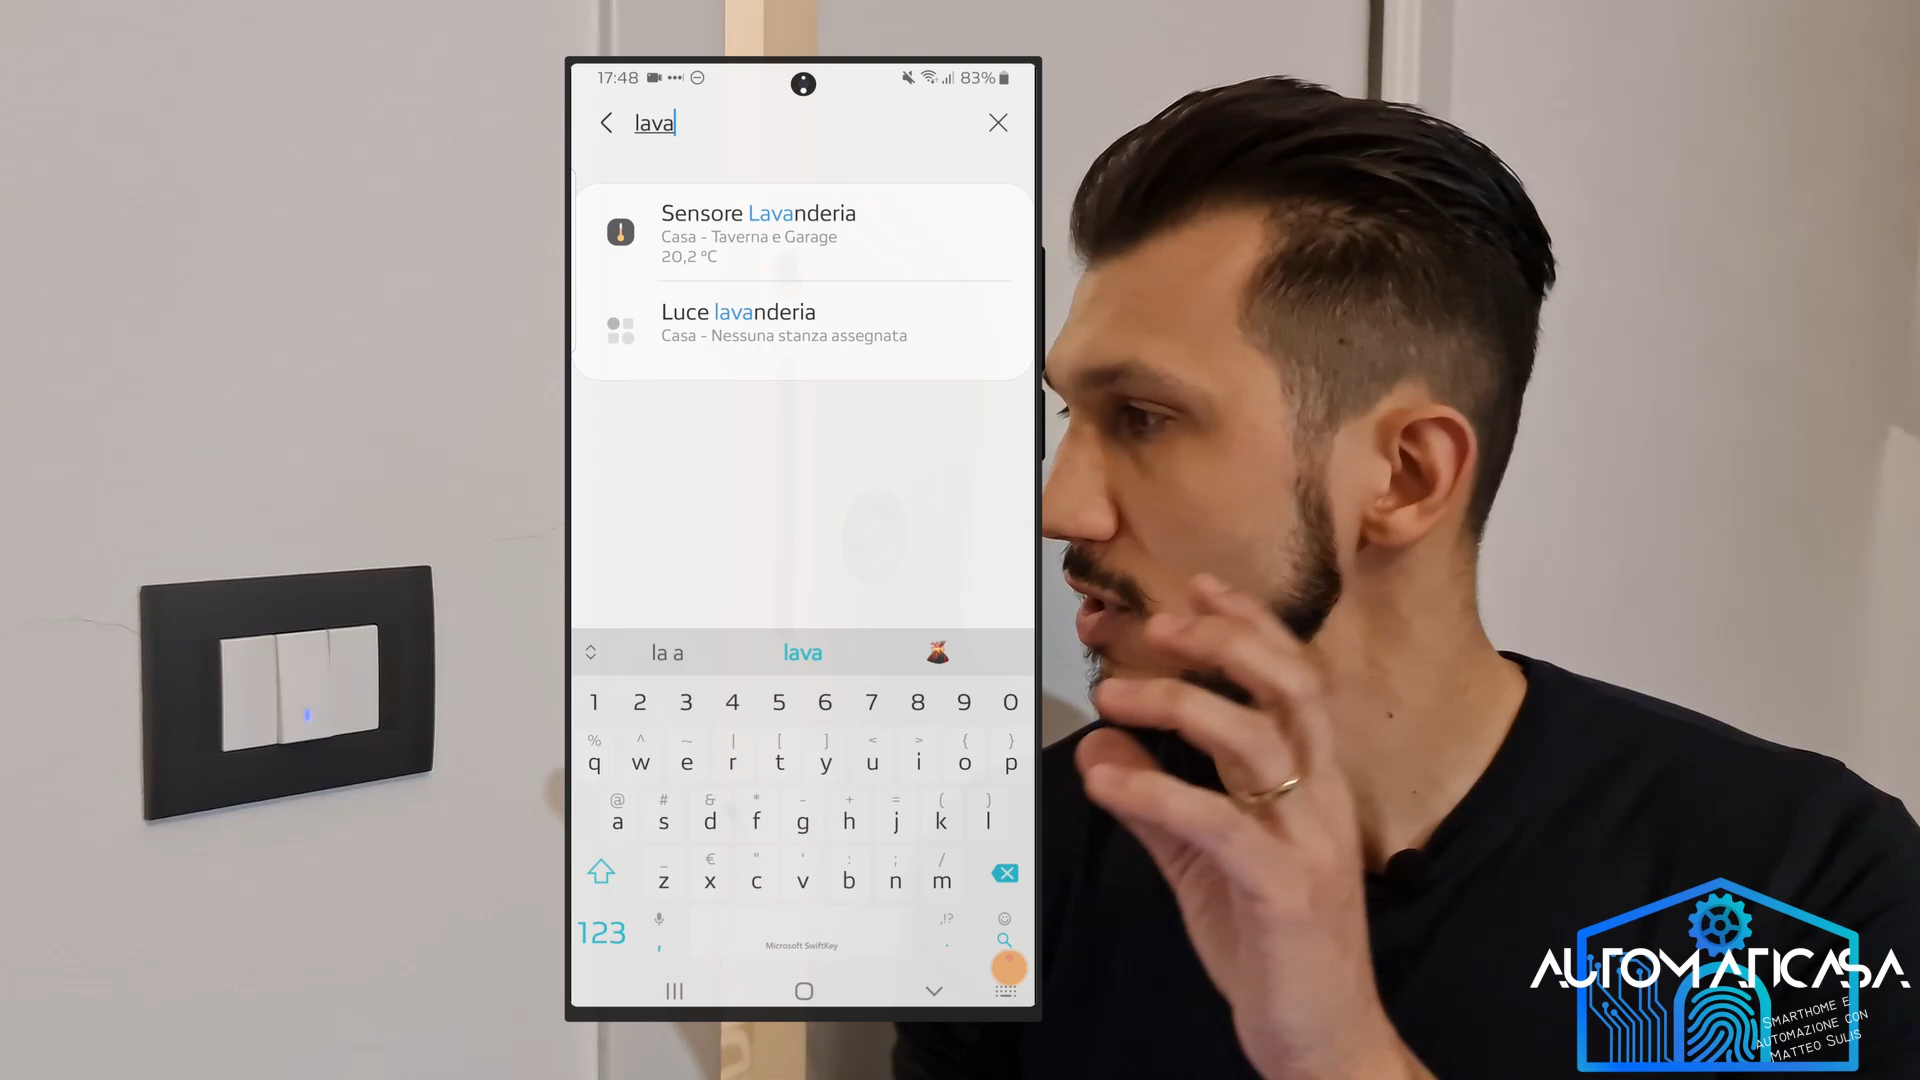 17:48
83%
lava
Sensore Lavanderia
Casa - Taverna e Garage
20,2 °C
Luce lavanderia
Casa - Nessuna stanza assegnata
la a
lava
1 2 3 4 5 6 7 8 9 0
% ^ ~ | [ ] < > { }
q w e r t y u i o p
@ # & * - + = ( )
a s d f g h j k l
_ € " ' : ; /
z x c v b n m
123
, Microsoft SwiftKey .
,!?
AUTOMATICASA
SMARTHOME E
AUTOMAZIONE CON
MATTEO SULIS